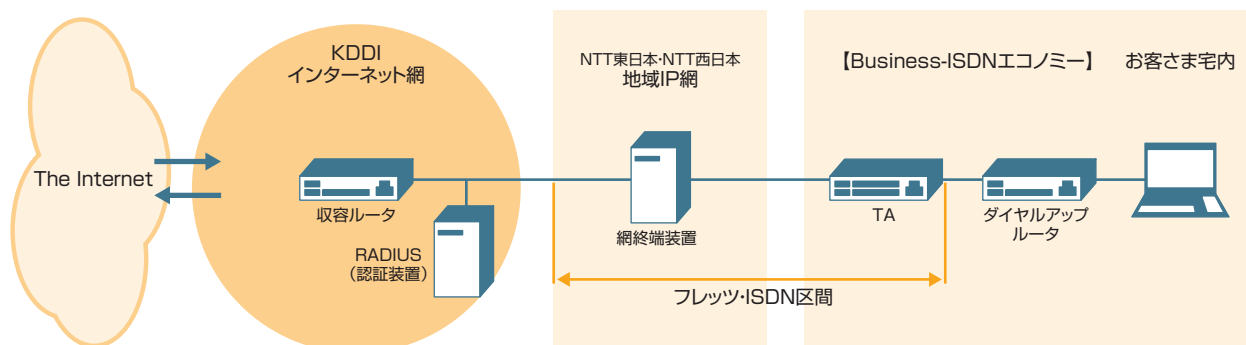 The Internet
KDDI
インターネット網
収容ルータ
RADIUS
（認証装置）
NTT東日本・NTT西日本
地域IP網
網終端装置
フレッツ・ISDN区間
【Business-ISDNエコノミー】 お客さま宅内
TA
ダイヤルアップ
ルータ